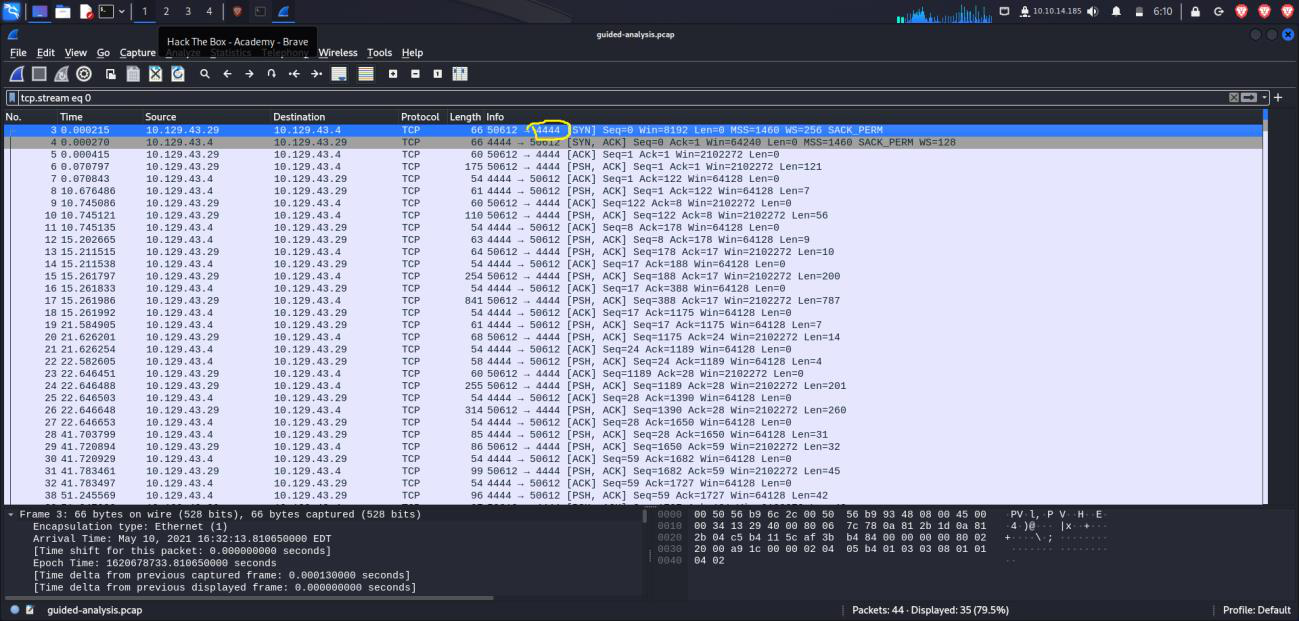 1 2 3 4
10.10.14.185
6:10
guided-analysis.pcap
Hack The Box - Academy - Brave
File Edit View Go Capture Analyze Statistics Telephony Wireless Tools Help
tcp.stream eq 0
No. Time Source Destination Protocol Length Info
3 0.000215 10.129.43.29 10.129.43.4 TCP 66 50612 → 4444 [SYN] Seq=0 Win=8192 Len=0 MSS=1460 WS=256 SACK_PERM
4 0.000270 10.129.43.4 10.129.43.29 TCP 66 4444 → 50612 [SYN, ACK] Seq=0 Ack=1 Win=64240 Len=0 MSS=1460 SACK_PERM WS=128
5 0.000415 10.129.43.29 10.129.43.4 TCP 60 50612 → 4444 [ACK] Seq=1 Ack=1 Win=2102272 Len=0
6 0.070797 10.129.43.29 10.129.43.4 TCP 175 50612 → 4444 [PSH, ACK] Seq=1 Ack=1 Win=2102272 Len=121
7 0.070843 10.129.43.4 10.129.43.29 TCP 54 4444 → 50612 [ACK] Seq=1 Ack=122 Win=64128 Len=0
8 10.676486 10.129.43.4 10.129.43.29 TCP 61 4444 → 50612 [PSH, ACK] Seq=1 Ack=122 Win=64128 Len=7
9 10.745086 10.129.43.29 10.129.43.4 TCP 60 50612 → 4444 [ACK] Seq=122 Ack=8 Win=2102272 Len=0
10 10.745121 10.129.43.29 10.129.43.4 TCP 110 50612 → 4444 [PSH, ACK] Seq=122 Ack=8 Win=2102272 Len=56
11 10.745135 10.129.43.4 10.129.43.29 TCP 54 4444 → 50612 [ACK] Seq=8 Ack=178 Win=64128 Len=0
12 15.202665 10.129.43.4 10.129.43.29 TCP 63 4444 → 50612 [PSH, ACK] Seq=8 Ack=178 Win=64128 Len=9
13 15.211515 10.129.43.29 10.129.43.4 TCP 64 50612 → 4444 [PSH, ACK] Seq=178 Ack=17 Win=2102272 Len=10
14 15.211538 10.129.43.4 10.129.43.29 TCP 54 4444 → 50612 [ACK] Seq=17 Ack=188 Win=64128 Len=0
15 15.261797 10.129.43.29 10.129.43.4 TCP 254 50612 → 4444 [PSH, ACK] Seq=188 Ack=17 Win=2102272 Len=200
16 15.261833 10.129.43.4 10.129.43.29 TCP 54 4444 → 50612 [ACK] Seq=17 Ack=388 Win=64128 Len=0
17 15.261986 10.129.43.29 10.129.43.4 TCP 841 50612 → 4444 [PSH, ACK] Seq=388 Ack=17 Win=2102272 Len=787
18 15.261992 10.129.43.4 10.129.43.29 TCP 54 4444 → 50612 [ACK] Seq=17 Ack=1175 Win=64128 Len=0
19 21.584905 10.129.43.4 10.129.43.29 TCP 61 4444 → 50612 [PSH, ACK] Seq=17 Ack=1175 Win=64128 Len=7
20 21.626201 10.129.43.29 10.129.43.4 TCP 68 50612 → 4444 [PSH, ACK] Seq=1175 Ack=24 Win=2102272 Len=14
21 21.626254 10.129.43.4 10.129.43.29 TCP 54 4444 → 50612 [ACK] Seq=24 Ack=1189 Win=64128 Len=0
22 22.582605 10.129.43.4 10.129.43.29 TCP 58 4444 → 50612 [PSH, ACK] Seq=24 Ack=1189 Win=64128 Len=4
23 22.646451 10.129.43.29 10.129.43.4 TCP 60 50612 → 4444 [ACK] Seq=1189 Ack=28 Win=2102272 Len=0
24 22.646488 10.129.43.29 10.129.43.4 TCP 255 50612 → 4444 [PSH, ACK] Seq=1189 Ack=28 Win=2102272 Len=201
25 22.646503 10.129.43.4 10.129.43.29 TCP 54 4444 → 50612 [ACK] Seq=28 Ack=1390 Win=64128 Len=0
26 22.646648 10.129.43.29 10.129.43.4 TCP 314 50612 → 4444 [PSH, ACK] Seq=1390 Ack=28 Win=2102272 Len=260
27 22.646653 10.129.43.4 10.129.43.29 TCP 54 4444 → 50612 [ACK] Seq=28 Ack=1650 Win=64128 Len=0
28 41.703799 10.129.43.4 10.129.43.29 TCP 85 4444 → 50612 [PSH, ACK] Seq=28 Ack=1650 Win=64128 Len=31
29 41.720894 10.129.43.29 10.129.43.4 TCP 86 50612 → 4444 [PSH, ACK] Seq=1650 Ack=59 Win=2102272 Len=32
30 41.720929 10.129.43.4 10.129.43.29 TCP 54 4444 → 50612 [ACK] Seq=59 Ack=1682 Win=64128 Len=0
31 41.783461 10.129.43.29 10.129.43.4 TCP 99 50612 → 4444 [PSH, ACK] Seq=1682 Ack=59 Win=2102272 Len=45
32 41.783497 10.129.43.4 10.129.43.29 TCP 54 4444 → 50612 [ACK] Seq=59 Ack=1727 Win=64128 Len=0
38 51.245569 10.129.43.4 10.129.43.29 TCP 96 4444 → 50612 [PSH, ACK] Seq=59 Ack=1727 Win=64128 Len=42
Frame 3: 66 bytes on wire (528 bits), 66 bytes captured (528 bits)
Encapsulation type: Ethernet (1)
Arrival Time: May 10, 2021 16:32:13.810650000 EDT
[Time shift for this packet: 0.000000000 seconds]
Epoch Time: 1620678733.810650000 seconds
[Time delta from previous captured frame: 0.000130000 seconds]
[Time delta from previous displayed frame: 0.000000000 seconds]
0000 00 50 56 b9 6c 2c 00 50 56 b9 93 48 08 00 45 00 ·PV·l,·P V··H··E·
0010 00 34 13 29 40 00 80 06 7c 78 0a 81 2b 1d 0a 81 ·4·)@··· |x··+···
0020 2b 04 c5 b4 11 5c af 3b b4 84 00 00 00 00 80 02 +····\·; ········
0030 20 00 a9 1c 00 00 02 04 05 b4 01 03 03 08 01 01 ······· ········
0040 04 02 ··
guided-analysis.pcap
Packets: 44 · Displayed: 35 (79.5%)
Profile: Default